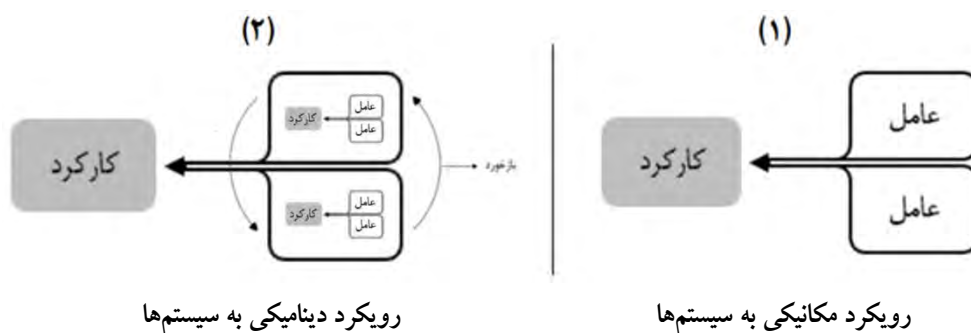 (۱)
عامل
کارکرد
عامل
رویکرد مکانیکی به سیستم‌ها
(۲)
عامل
کارکرد
عامل
کارکرد
بازخورد
عامل
کارکرد
عامل
رویکرد دینامیکی به سیستم‌ها